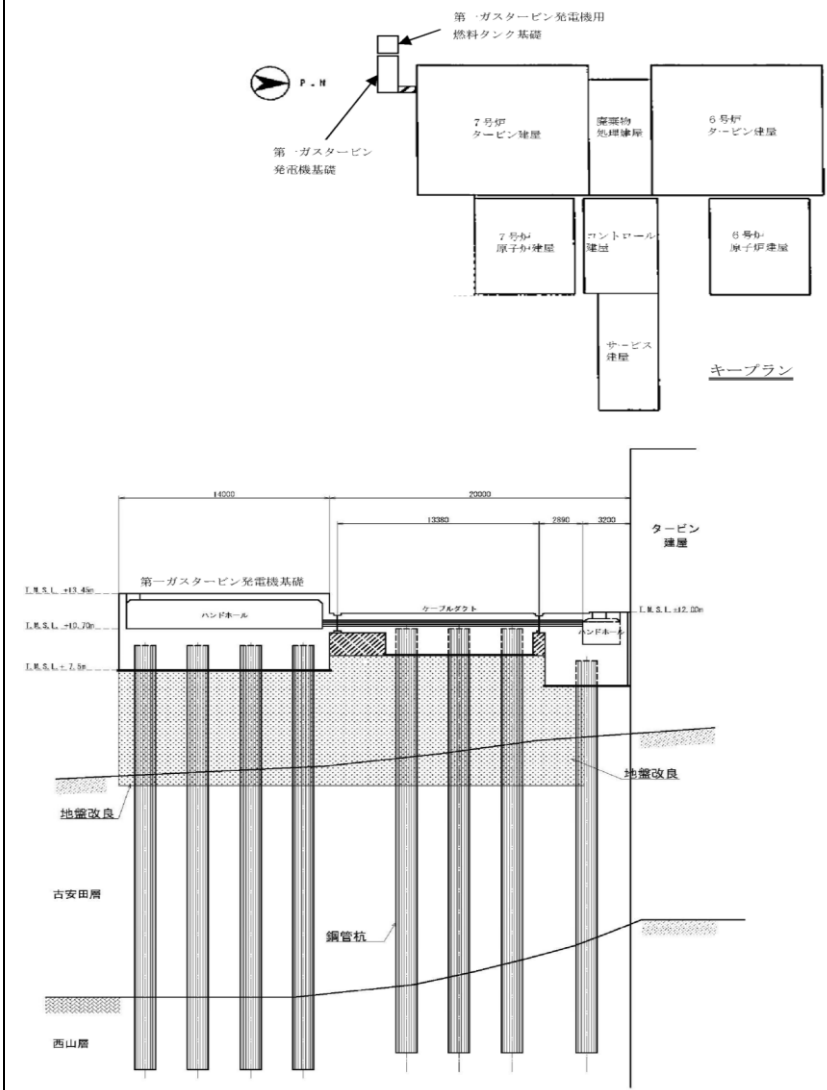 第一ガスタービン発電機用
燃料タンク基礎
P.N
7号炉
タービン建屋
廃棄物
処理建屋
6号炉
タービン建屋
第一ガスタービン
発電機基礎
7号炉
原子炉建屋
コントロール
建屋
6号炉
原子炉建屋
サービス
建屋
キープラン
14000
20000
13380
2890
3200
タービン
建屋
第一ガスタービン発電機基礎
T.M.S.L. +13.45m
ハンドホール
ケーブルダクト
T.M.S.L. +12.00m
T.M.S.L. +10.70m
ハンドホール
T.M.S.L. + 7.5m
地盤改良
地盤改良
古安田層
鋼管杭
西山層